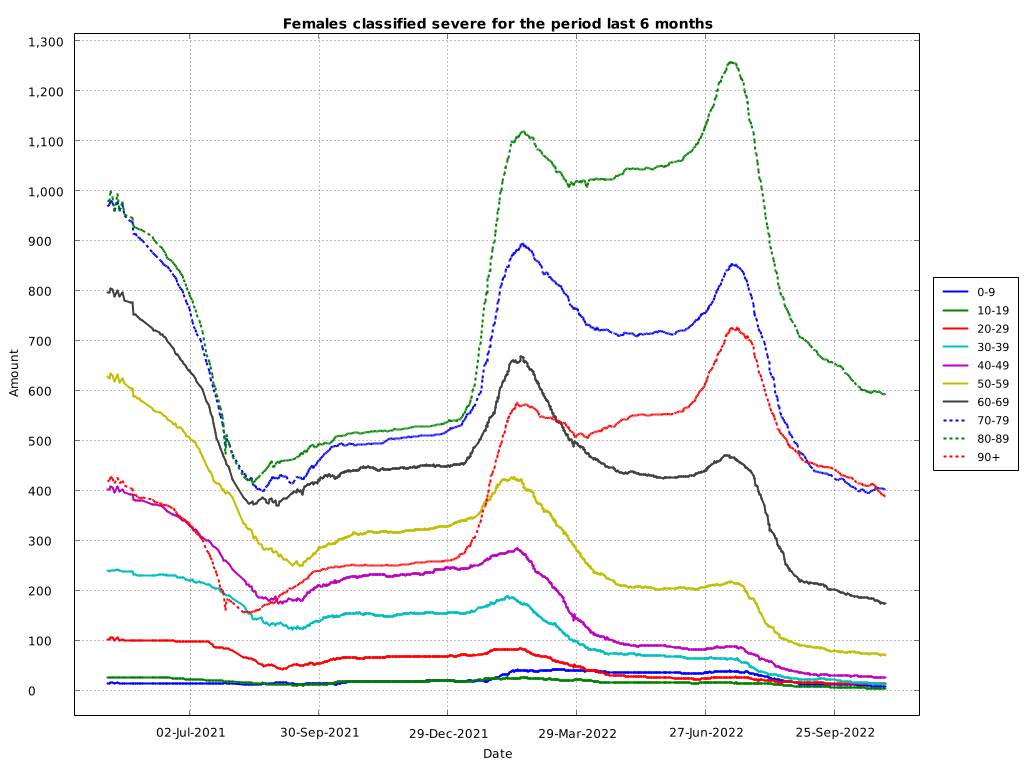 Females classified severe for the period last 6 months
1,300
1,200
1,100
1,000
900
800
700
600
500
400
300
200
100
0
Amount
02-Jul-2021
30-Sep-2021
29-Dec-2021
29-Mar-2022
27-Jun-2022
25-Sep-2022
Date
0-9
10-19
20-29
30-39
40-49
50-59
60-69
70-79
80-89
90+